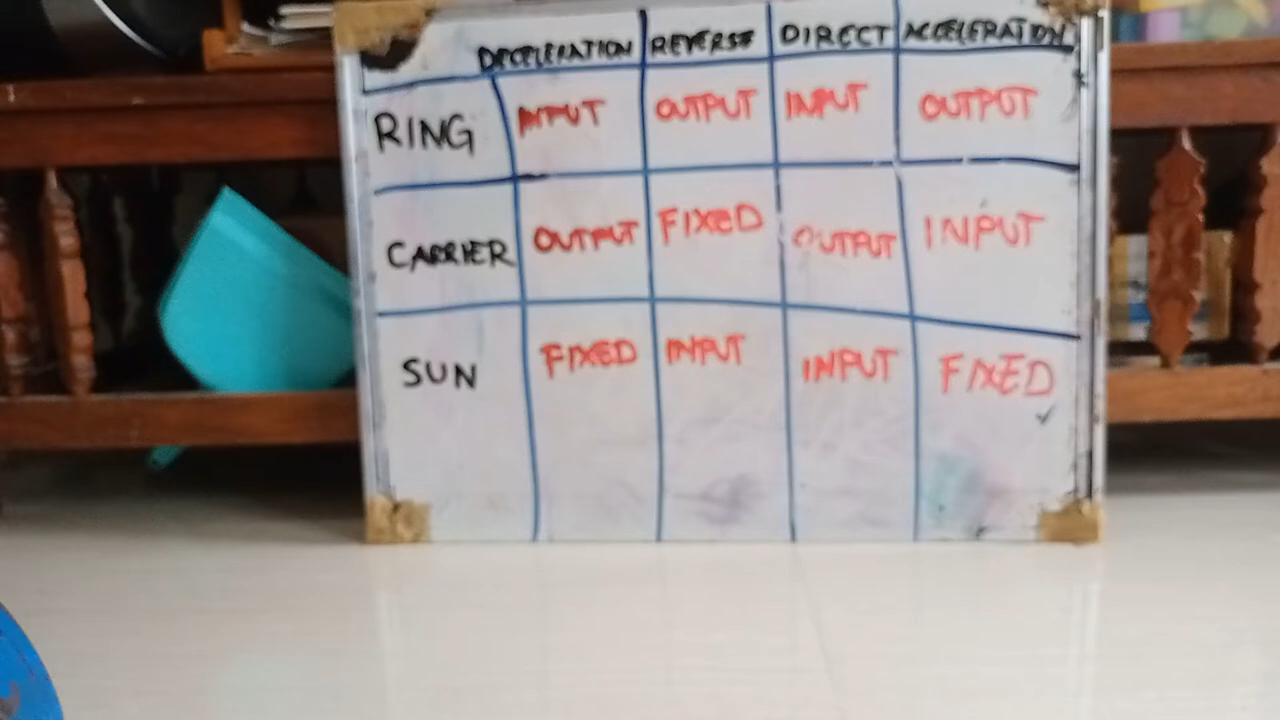 DECELERATION REVERSE DIRECT ACCELERATION
RING INPUT OUTPUT INPUT OUTPUT
CARRIER OUTPUT FIXED OUTPUT INPUT
SUN FIXED INPUT INPUT FIXED